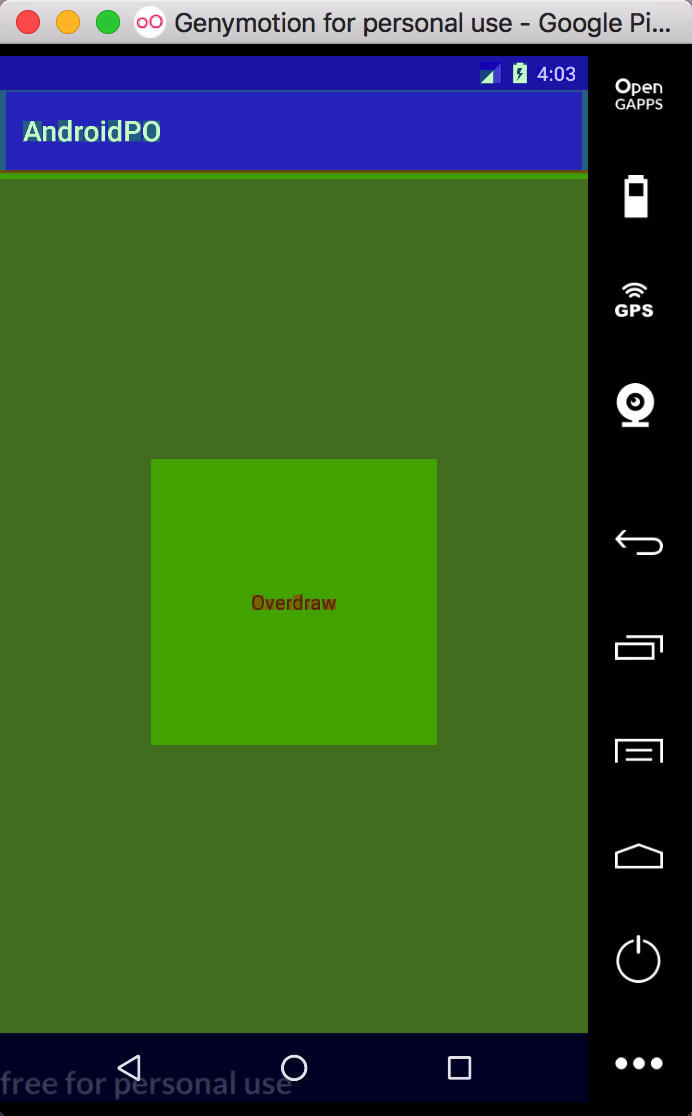 Genymotion for personal use - Google Pi...
4:03
Open
GAPPS
AndroidPO
GPS
Overdraw
free for personal use